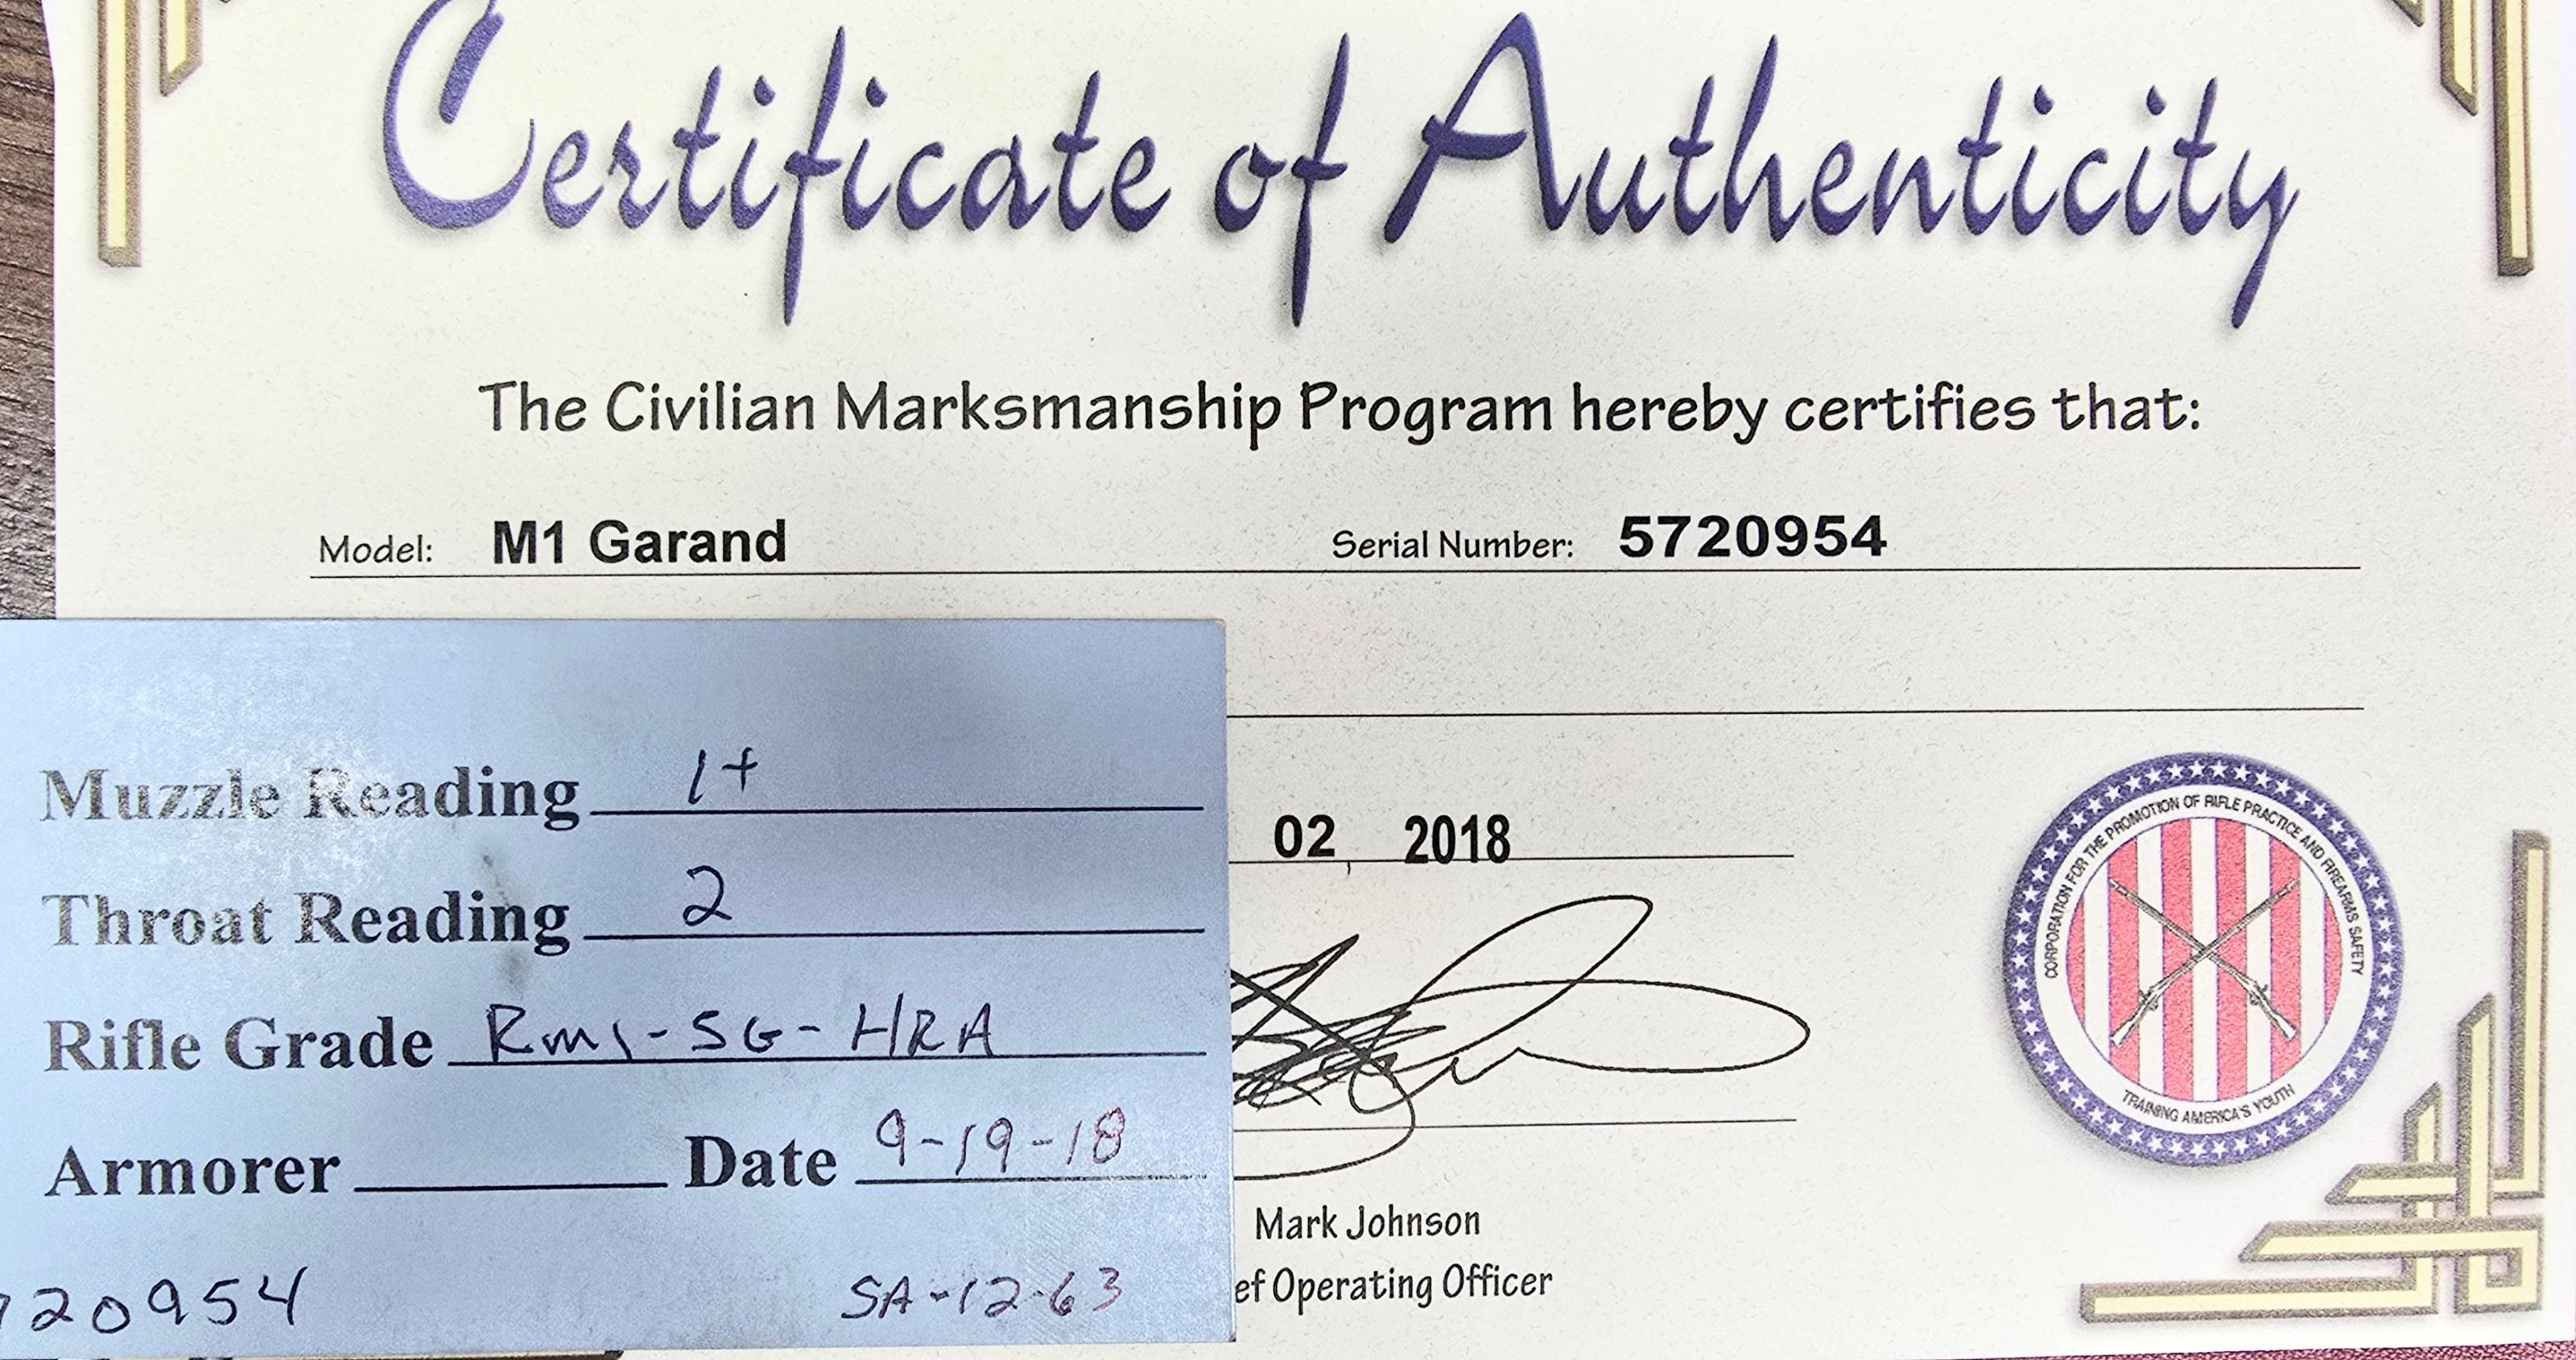 Certificate of Authenticity
The Civilian Marksmanship Program hereby certifies that:
Model: M1 Garand Serial Number: 5720954
02, 2018
Mark Johnson
ef Operating Officer
CORPORATION FOR THE PROMOTION OF RIFLE PRACTICE AND FIREARMS SAFETY
TRAINING AMERICA'S YOUTH
Muzzle Reading 1+
Throat Reading 2
Rifle Grade RM1-SG-HRA
Armorer Date 9-19-18
720954 SA-12-63